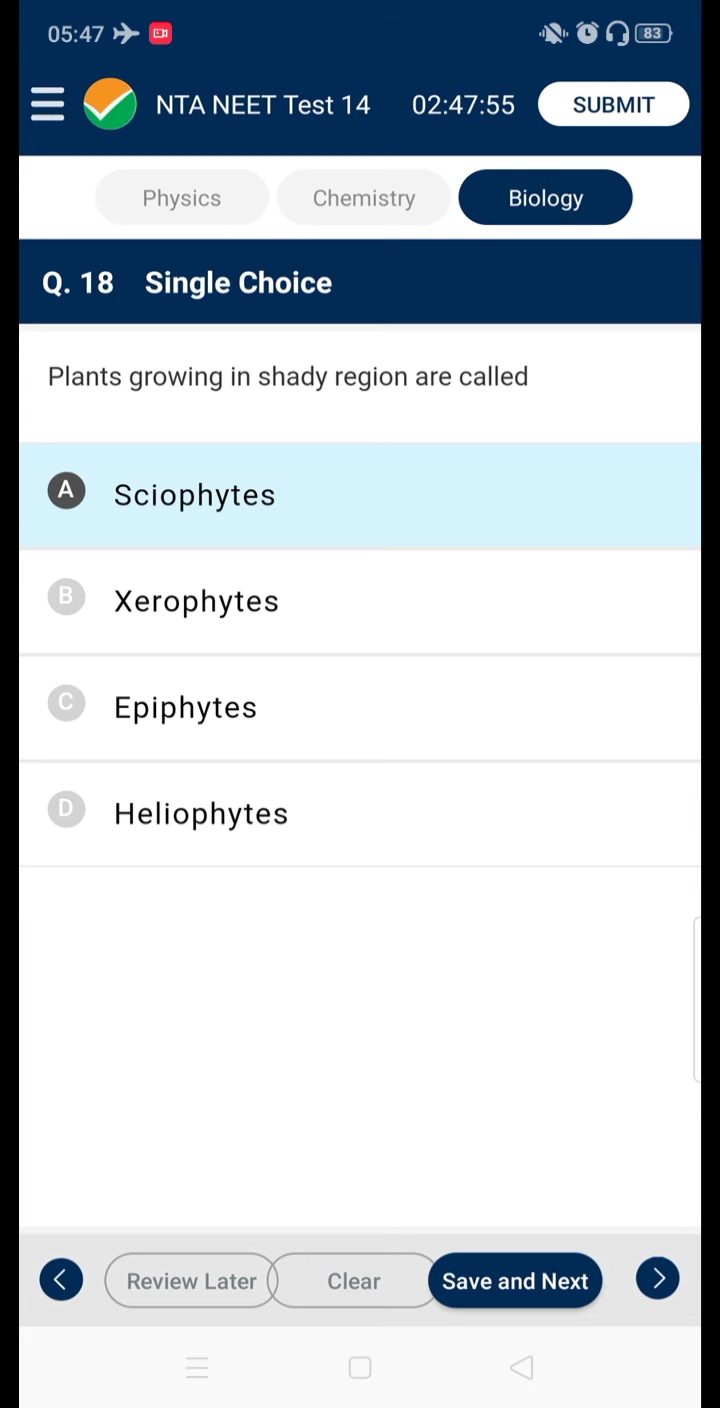 05:47 83
NTA NEET Test 14 02:47:55 SUBMIT
Physics Chemistry Biology
Q. 18 Single Choice
Plants growing in shady region are called
A Sciophytes
B Xerophytes
C Epiphytes
D Heliophytes
Review Later Clear Save and Next